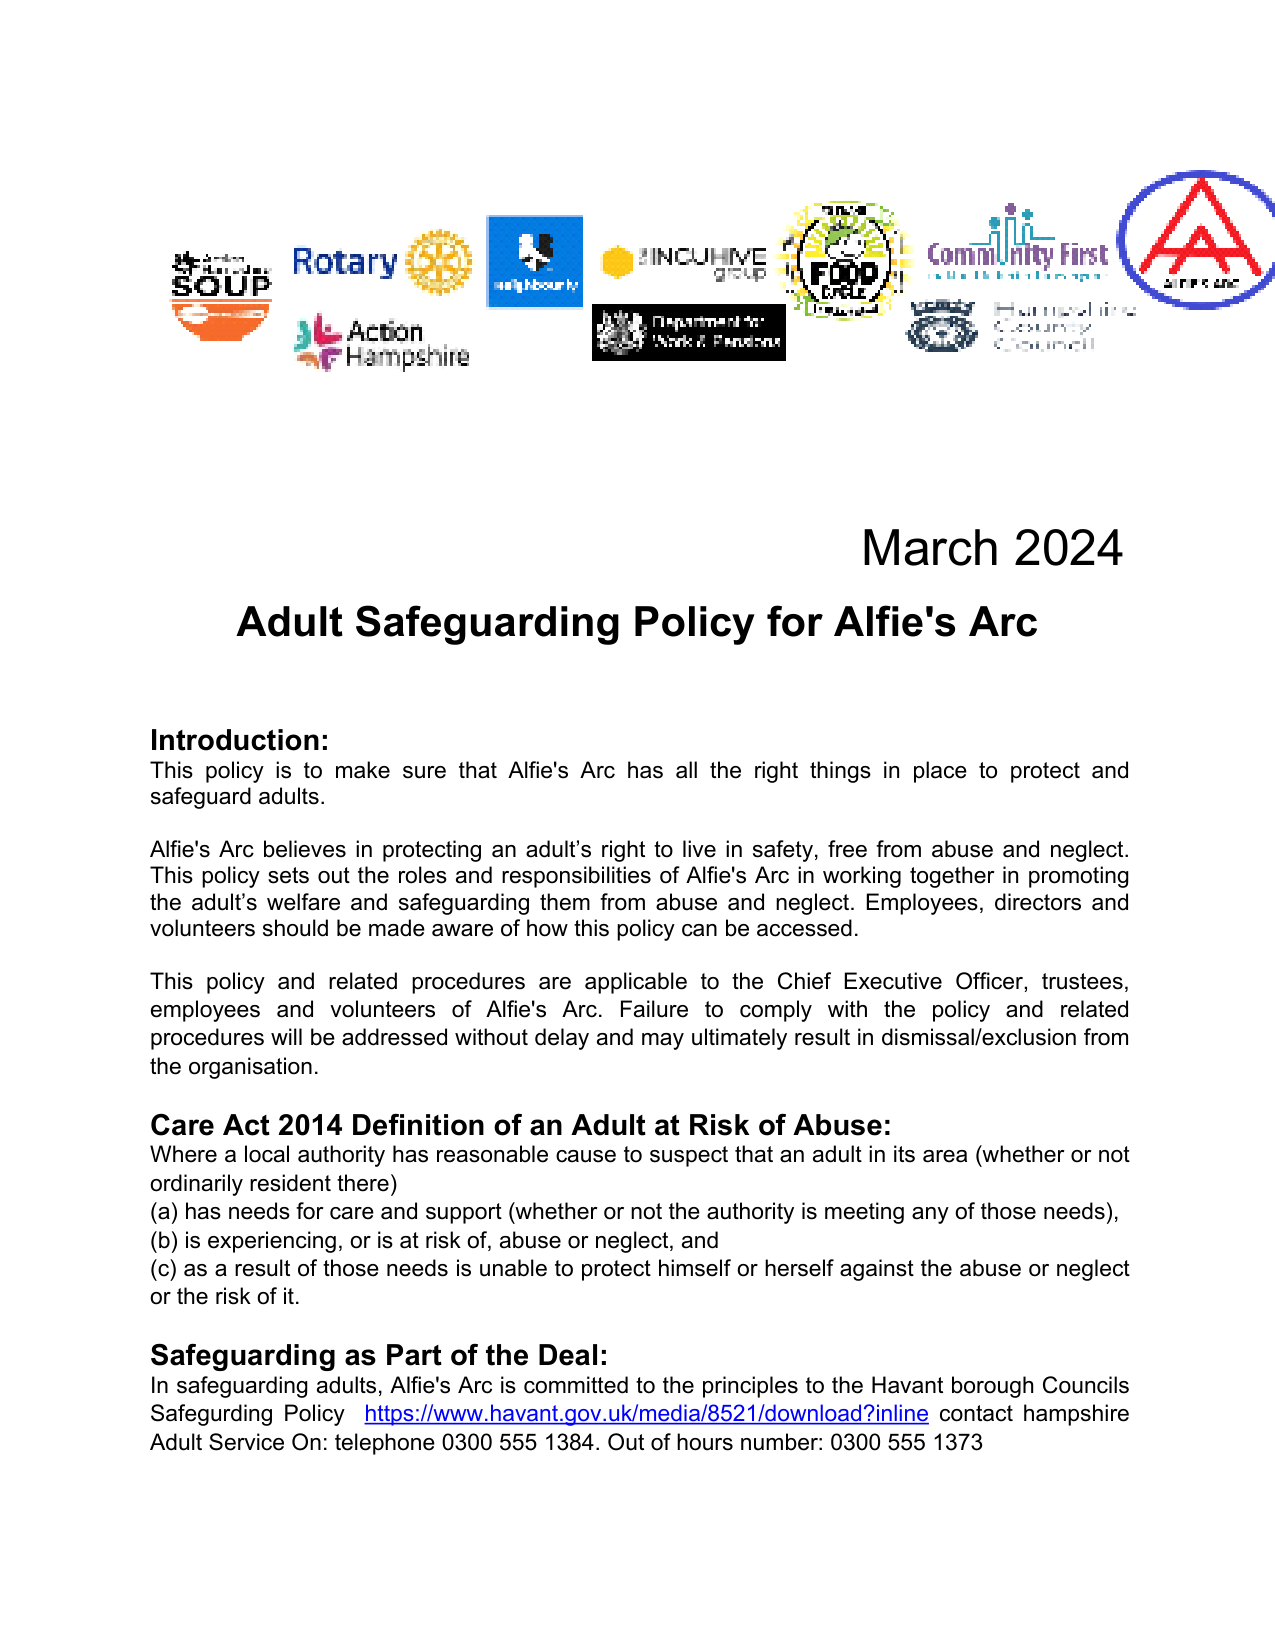 SOUP
Rotary
neighbourly
INCUHIVE
group
FOOD
Community First
ALFIE'S ARC
Action
Hampshire
Department for
Work & Pensions
Hampshire
County
Council
March 2024
Adult Safeguarding Policy for Alfie's Arc
Introduction:
This policy is to make sure that Alfie's Arc has all the right things in place to protect and
safeguard adults.
Alfie's Arc believes in protecting an adult’s right to live in safety, free from abuse and neglect.
This policy sets out the roles and responsibilities of Alfie's Arc in working together in promoting
the adult’s welfare and safeguarding them from abuse and neglect. Employees, directors and
volunteers should be made aware of how this policy can be accessed.
This policy and related procedures are applicable to the Chief Executive Officer, trustees,
employees and volunteers of Alfie's Arc. Failure to comply with the policy and related
procedures will be addressed without delay and may ultimately result in dismissal/exclusion from
the organisation.
Care Act 2014 Definition of an Adult at Risk of Abuse:
Where a local authority has reasonable cause to suspect that an adult in its area (whether or not
ordinarily resident there)
(a) has needs for care and support (whether or not the authority is meeting any of those needs),
(b) is experiencing, or is at risk of, abuse or neglect, and
(c) as a result of those needs is unable to protect himself or herself against the abuse or neglect
or the risk of it.
Safeguarding as Part of the Deal:
In safeguarding adults, Alfie's Arc is committed to the principles to the Havant borough Councils
Safegurding Policy https://www.havant.gov.uk/media/8521/download?inline contact hampshire
Adult Service On: telephone 0300 555 1384. Out of hours number: 0300 555 1373